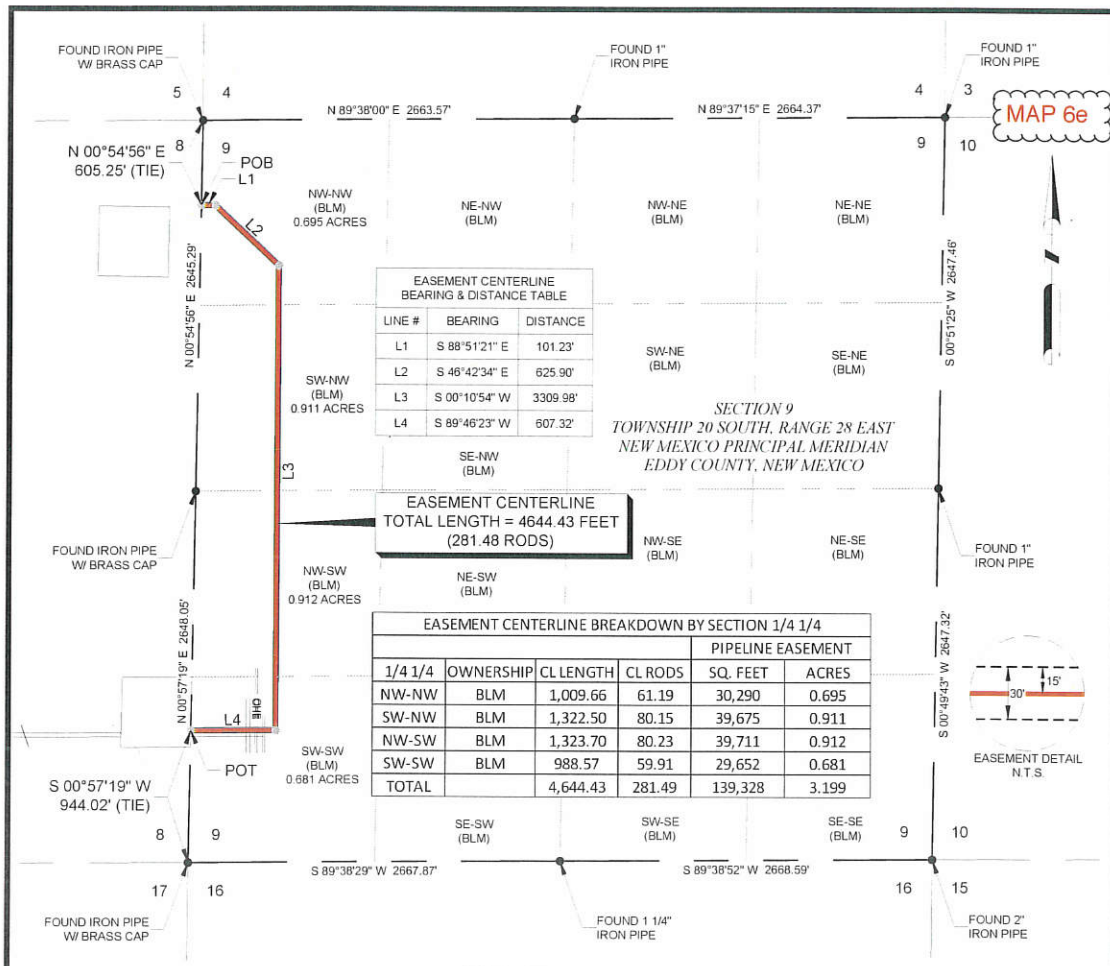 FOUND IRON PIPE
W/ BRASS CAP
FOUND 1"
IRON PIPE
FOUND 1"
IRON PIPE
5 4
4 3
MAP 6e
N 89°38'00" E 2663.57'
N 89°37'15" E 2664.37'
8 9
9 10
N 00°54'56" E
605.25' (TIE)
POB
L1
L2
NW-NW
(BLM)
0.695 ACRES
NE-NW
(BLM)
NW-NE
(BLM)
NE-NE
(BLM)
N 00°54'56" E 2645.29'
S 00°51'25" W 2647.46'
EASEMENT CENTERLINE
BEARING & DISTANCE TABLE
LINE # BEARING DISTANCE
L1 S 88°51'21" E 101.23'
L2 S 46°42'34" E 625.90'
L3 S 00°10'54" W 3309.98'
L4 S 89°46'23" W 607.32'
SW-NW
(BLM)
0.911 ACRES
SW-NE
(BLM)
SE-NE
(BLM)
SECTION 9
TOWNSHIP 20 SOUTH, RANGE 28 EAST
NEW MEXICO PRINCIPAL MERIDIAN
EDDY COUNTY, NEW MEXICO
SE-NW
(BLM)
L3
EASEMENT CENTERLINE
TOTAL LENGTH = 4644.43 FEET
(281.48 RODS)
FOUND IRON PIPE
W/ BRASS CAP
NW-SE
(BLM)
NE-SE
(BLM)
FOUND 1"
IRON PIPE
NW-SW
(BLM)
0.912 ACRES
NE-SW
(BLM)
N 00°57'19" E 2648.05'
S 00°49'43" W 2647.32'
EASEMENT CENTERLINE BREAKDOWN BY SECTION 1/4 1/4
PIPELINE EASEMENT
1/4 1/4 OWNERSHIP CL LENGTH CL RODS SQ. FEET ACRES
NW-NW BLM 1,009.66 61.19 30,290 0.695
SW-NW BLM 1,322.50 80.15 39,675 0.911
NW-SW BLM 1,323.70 80.23 39,711 0.912
SW-SW BLM 988.57 59.91 29,652 0.681
TOTAL 4,644.43 281.49 139,328 3.199
15'
30'
EASEMENT DETAIL
N.T.S.
OHE
L4
POT
SW-SW
(BLM)
0.681 ACRES
S 00°57'19" W
944.02' (TIE)
8 9
SE-SW
(BLM)
SW-SE
(BLM)
SE-SE
(BLM)
9 10
S 89°38'29" W 2667.87'
S 89°38'52" W 2668.59'
17 16
16 15
FOUND IRON PIPE
W/ BRASS CAP
FOUND 1 1/4"
IRON PIPE
FOUND 2"
IRON PIPE